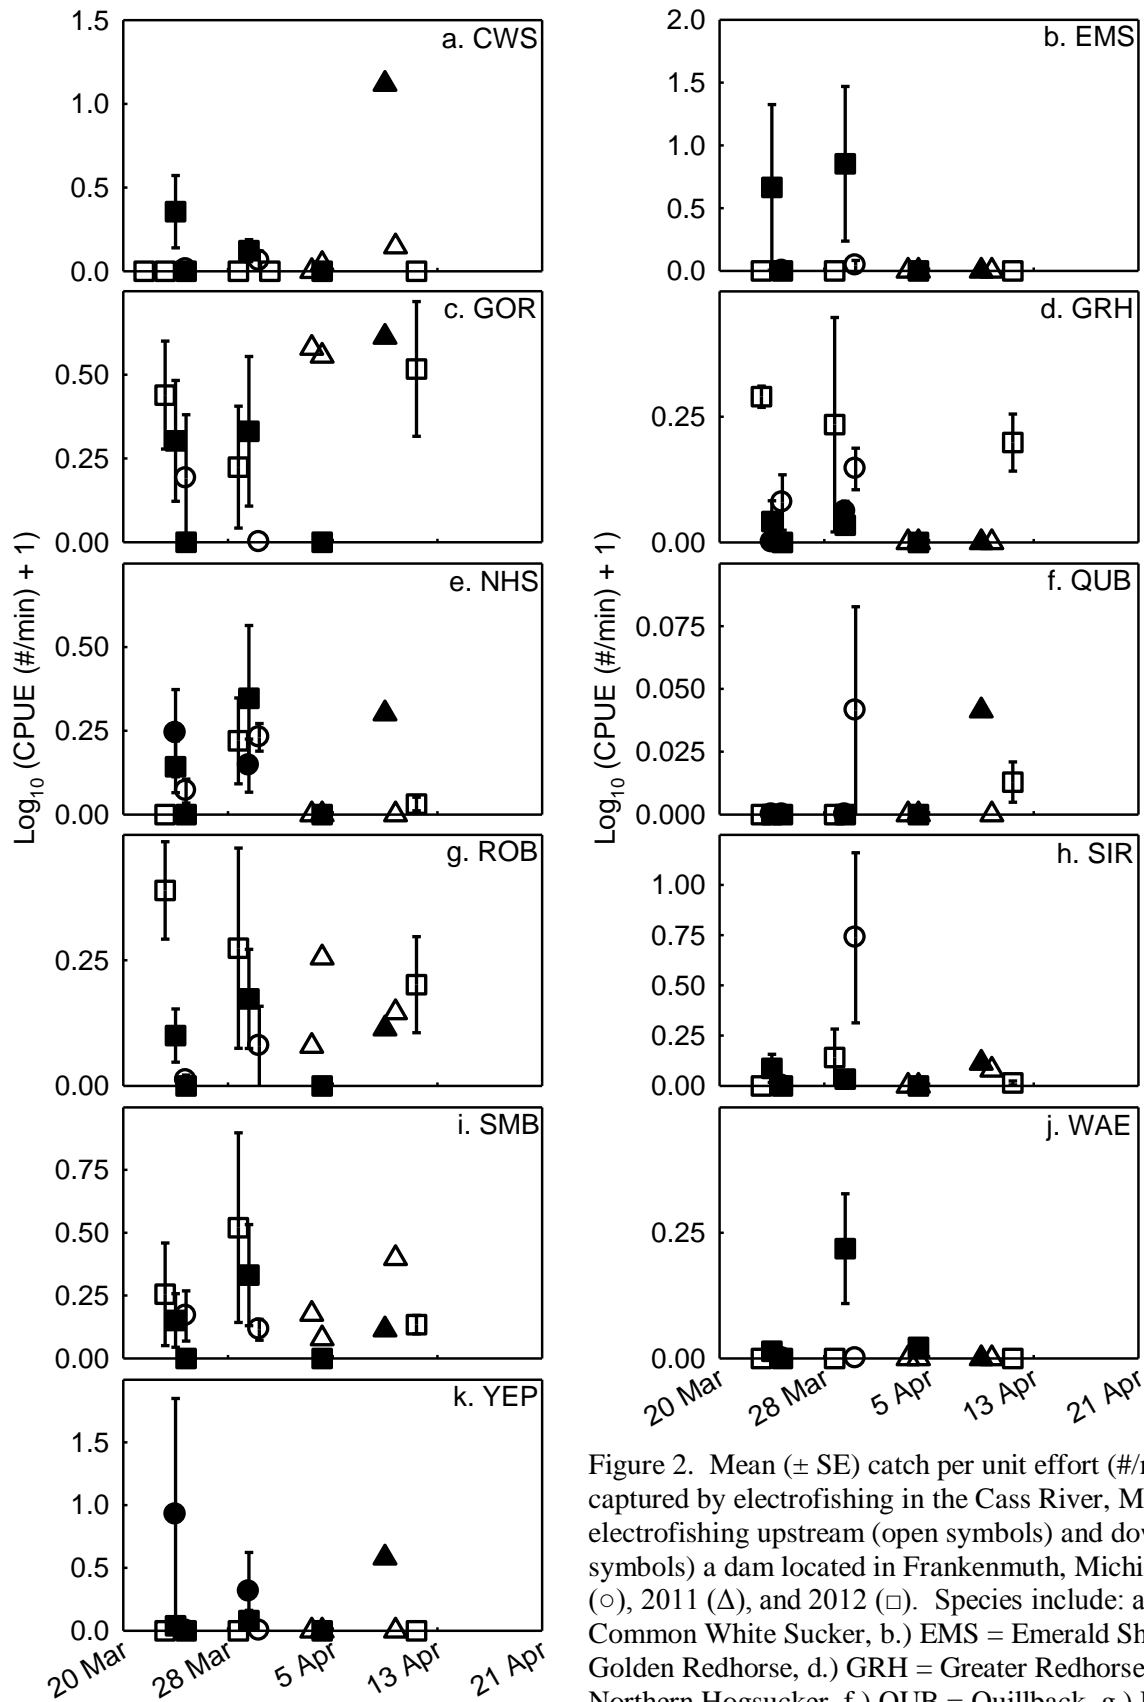 1.5
1.0
0.5
0.0
a. CWS
2.0
1.5
1.0
0.5
0.0
b. EMS
0.50
0.25
0.00
c. GOR
0.25
0.00
d. GRH
Log10 (CPUE (#/min) + 1)
Log10 (CPUE (#/min) + 1)
0.50
0.25
0.00
e. NHS
0.075
0.050
0.025
0.000
f. QUB
0.25
0.00
g. ROB
1.00
0.75
0.50
0.25
0.00
h. SIR
0.75
0.50
0.25
0.00
i. SMB
0.25
0.00
j. WAE
20 Mar
28 Mar
5 Apr
13 Apr
21 Apr
1.5
1.0
0.5
0.0
k. YEP
20 Mar
28 Mar
5 Apr
13 Apr
21 Apr
Figure 2. Mean (± SE) catch per unit effort
captured by electrofishing in the Cass River,
electrofishing upstream (open symbols) and
symbols) a dam located in Frankenmuth,
(○), 2011 (Δ), and 2012 (□). Species include:
Common White Sucker, b.) EMS = Emerald
Golden Redhorse, d.) GRH = Greater Redhorse
Northern Hogsucker, f.) QUB = Quillback, g.)